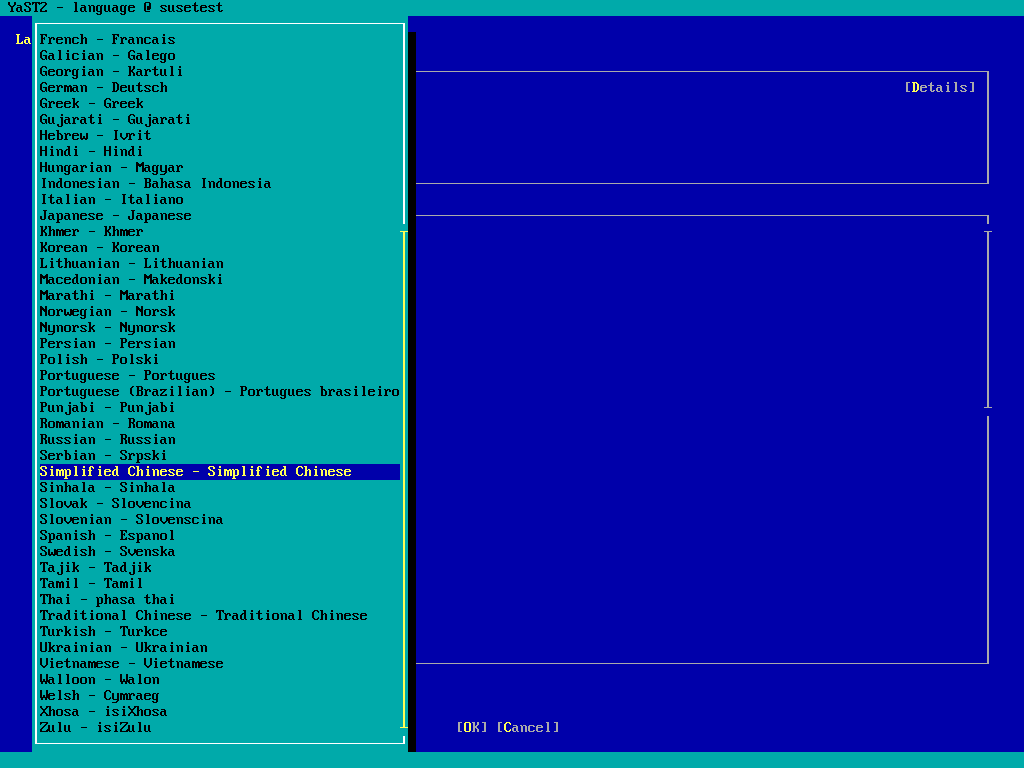 YaST2 - language @ susetest
La
French - Francais
Galician - Galego
Georgian - Kartuli
German - Deutsch
[Details]
Greek - Greek
Gujarati - Gujarati
Hebrew - Ivrit
Hindi - Hindi
Hungarian - Magyar
Indonesian - Bahasa Indonesia
Italian - Italiano
Japanese - Japanese
Khmer - Khmer
Korean - Korean
Lithuanian - Lithuanian
Macedonian - Makedonski
Marathi - Marathi
Norwegian - Norsk
Nynorsk - Nynorsk
Persian - Persian
Polish - Polski
Portuguese - Portugues
Portuguese (Brazilian) - Portugues brasileiro
Punjabi - Punjabi
Romanian - Romana
Russian - Russian
Serbian - Srpski
Simplified Chinese - Simplified Chinese
Sinhala - Sinhala
Slovak - Slovencina
Slovenian - Slovenscina
Spanish - Espanol
Swedish - Svenska
Tajik - Tadjik
Tamil - Tamil
Thai - phasa thai
Traditional Chinese - Traditional Chinese
Turkish - Turkce
Ukrainian - Ukrainian
Vietnamese - Vietnamese
Walloon - Walon
Welsh - Cymraeg
Xhosa - isiXhosa
Zulu - isiZulu
[OK] [Cancel]